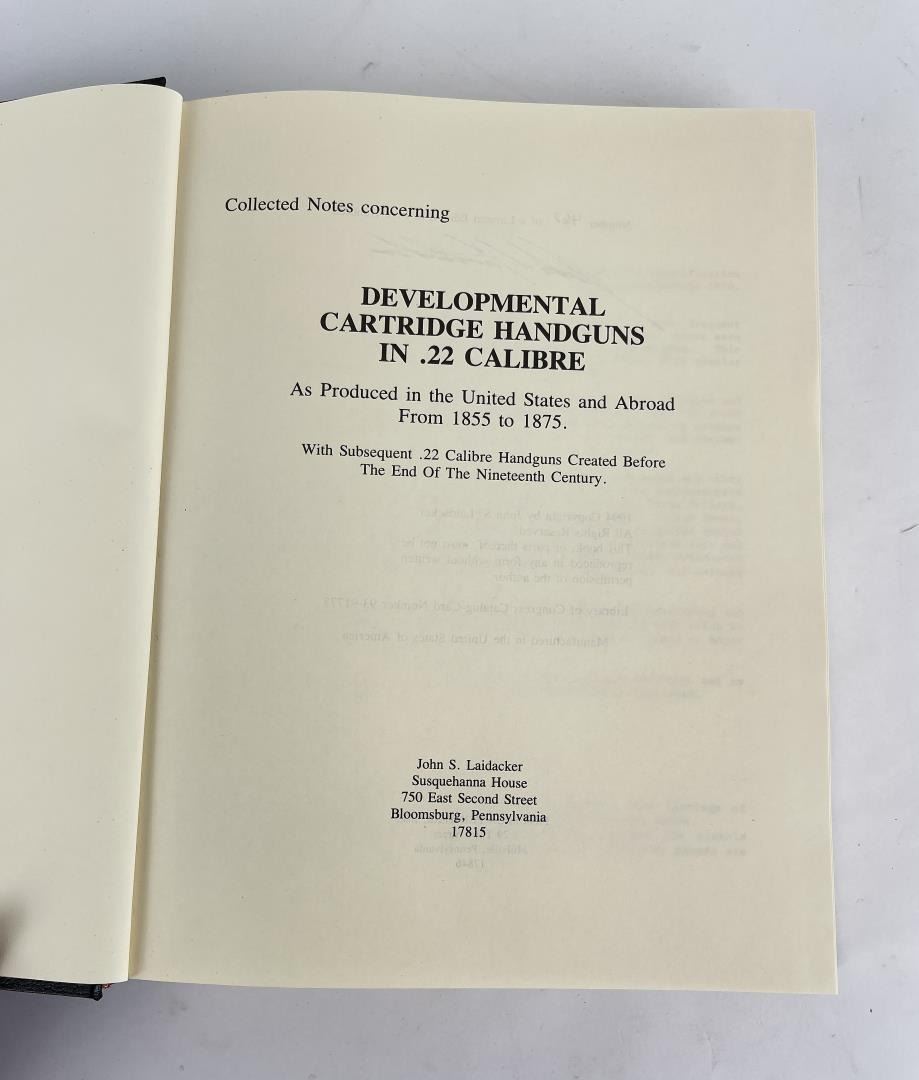 Collected Notes concerning
DEVELOPMENTAL
CARTRIDGE HANDGUNS
IN .22 CALIBRE
As Produced in the United States and Abroad
From 1855 to 1875.
With Subsequent .22 Calibre Handguns Created Before
The End Of The Nineteenth Century.
John S. Laidacker
Susquehanna House
750 East Second Street
Bloomsburg, Pennsylvania
17815